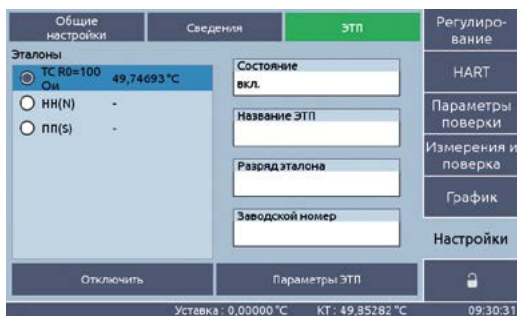 Общие
настройки
Сведения
ЭТП
Регулиро-
вание
HART
Параметры
поверки
Измерения и
поверка
График
Настройки
Эталоны
ТС R0=100
Ом
49,74693 °C
НН(N) -
ПП(S) -
Состояние
вкл.
Название ЭТП
Разряд эталона
Заводской номер
Отключить
Параметры ЭТП
Уставка : 0,00000 °C КТ : 49,85282 °C 09:30:31